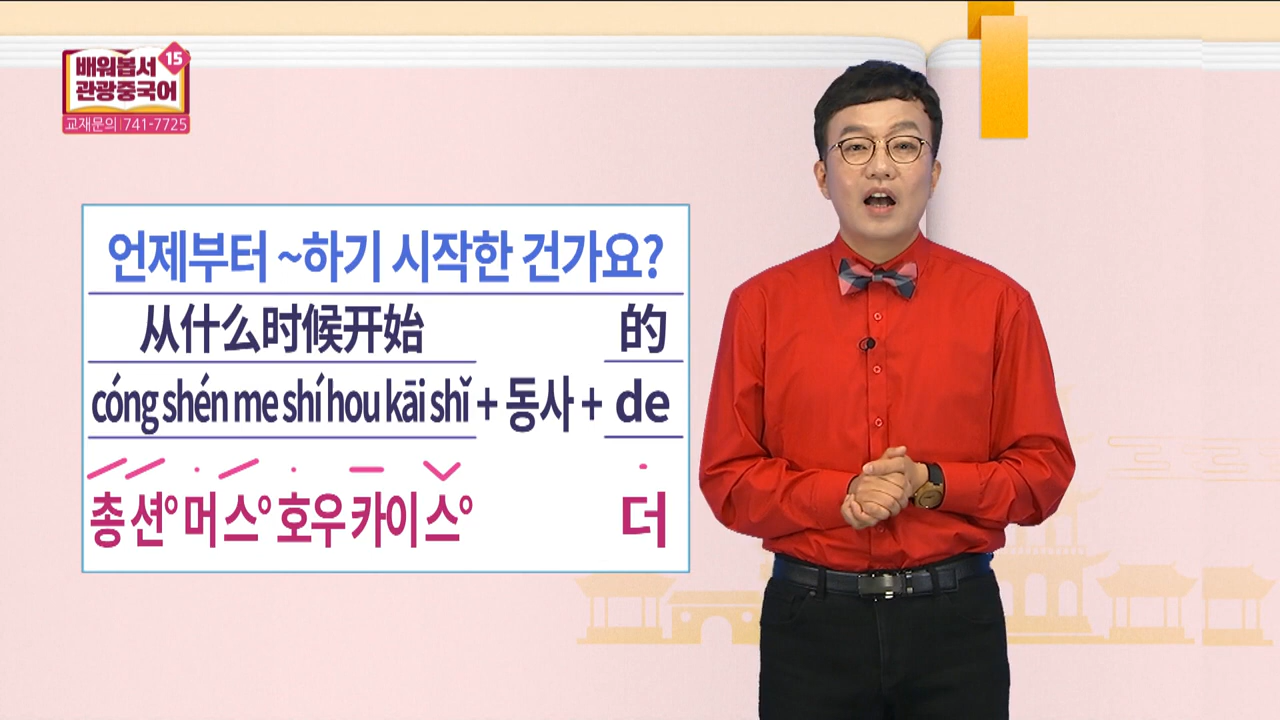 배워봅서 15
관광중국어
교재문의 | 741-7725
언제부터 ~하기 시작한 건가요?
从什么时候开始 的
cóng shén me shí hou kāi shǐ + 동사 + de
총 션° 머 스° 호우 카이 스° 더